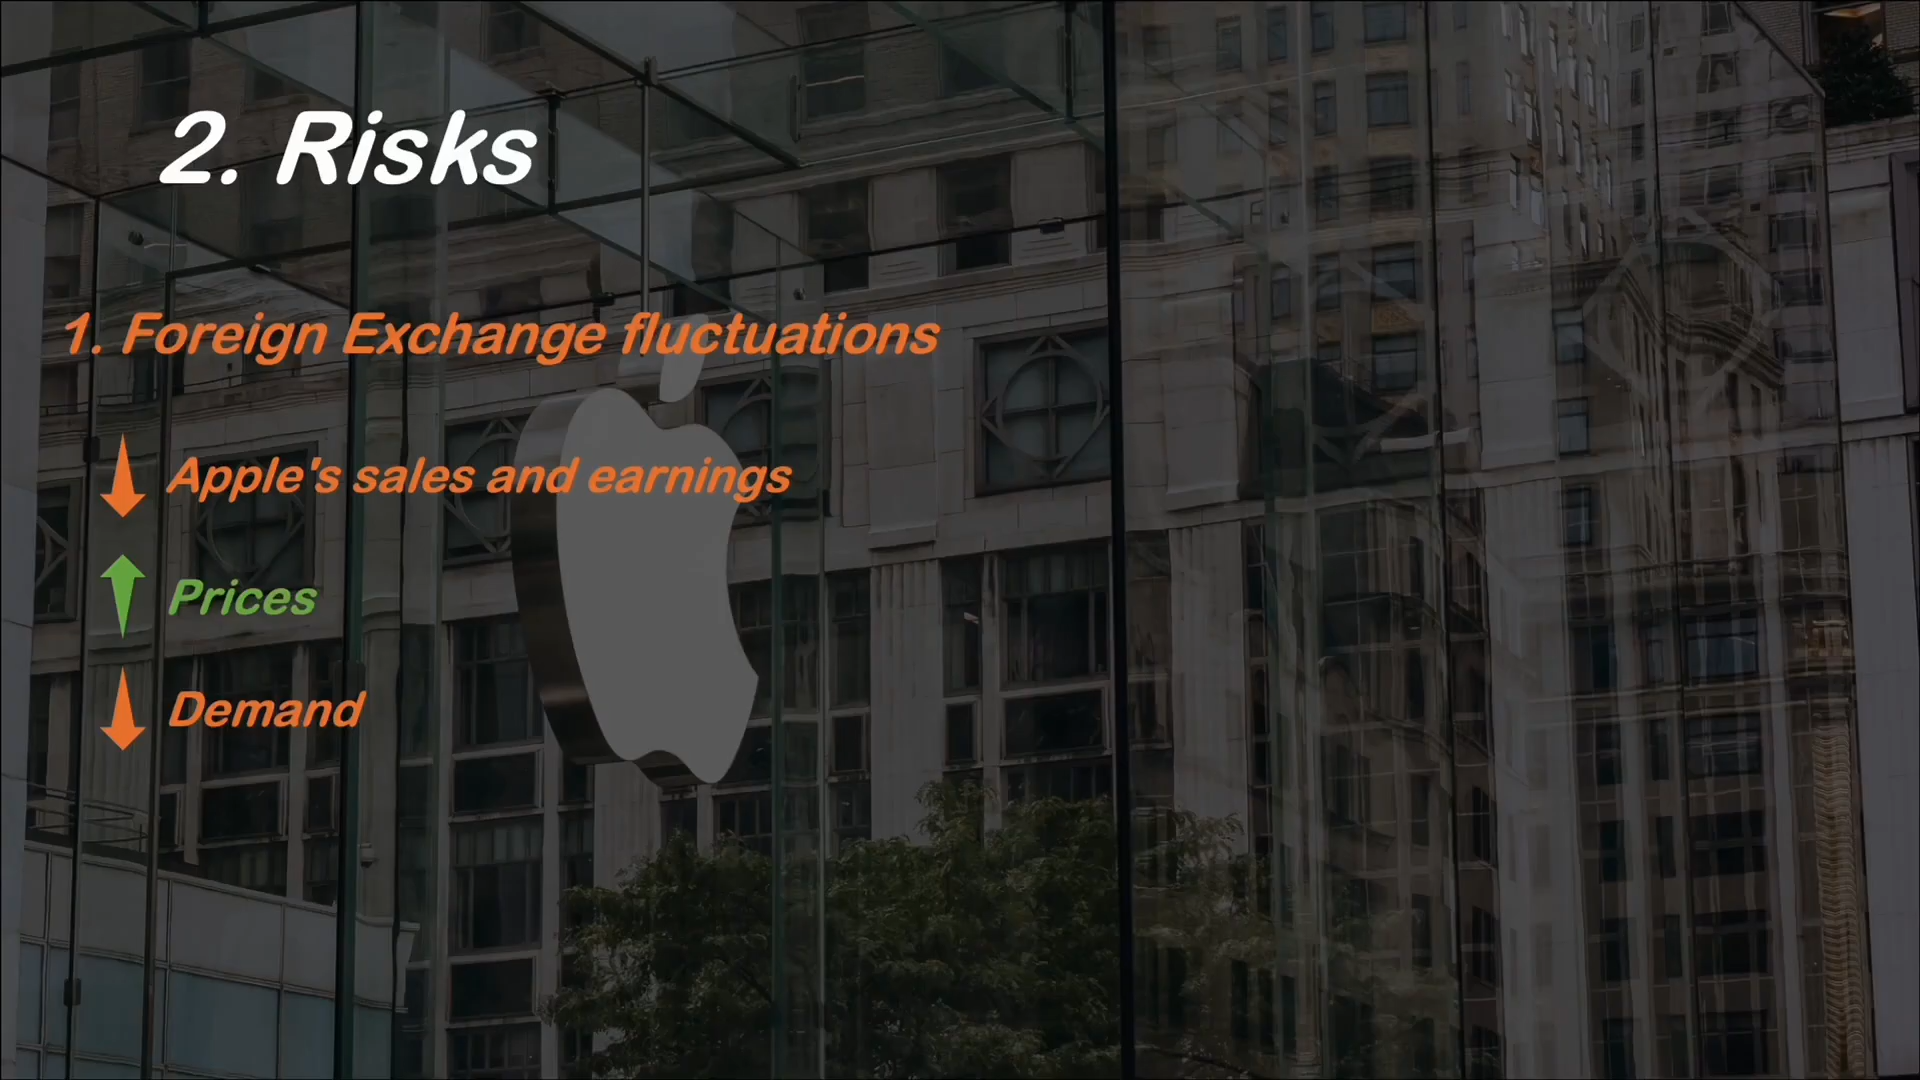 2. Risks
1. Foreign Exchange fluctuations
Apple's sales and earnings
Prices
Demand